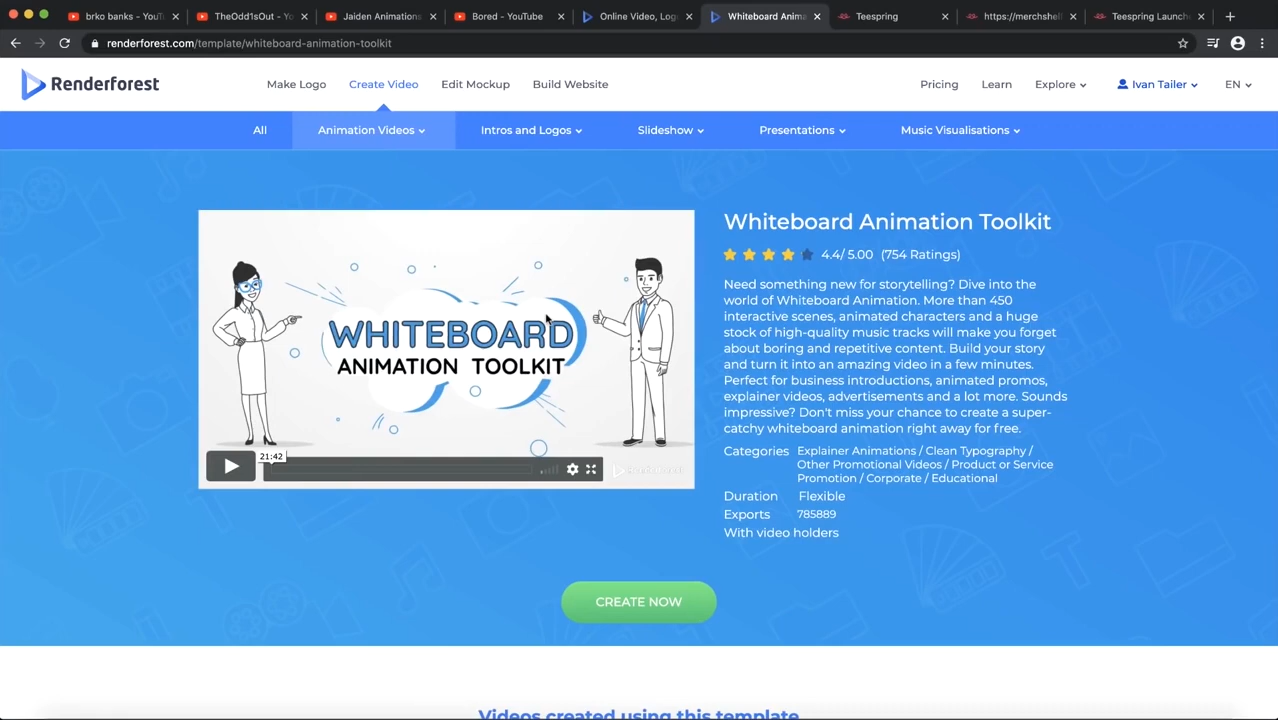 brko banks - YouTu
TheOdd1sOut - Yo
Jaiden Animations
Bored - YouTube
Online Video, Log
Whiteboard Anima
Teespring
https://merchshel
Teespring Launch
renderforest.com/template/whiteboard-animation-toolkit
Renderforest
Make Logo
Create Video
Edit Mockup
Build Website
Pricing
Learn
Explore
Ivan Tailer
EN
All
Animation Videos
Intros and Logos
Slideshow
Presentations
Music Visualisations
WHITEBOARD
ANIMATION TOOLKIT
21:42
Renderforest
Whiteboard Animation Toolkit
4.4/ 5.00 (754 Ratings)
Need something new for storytelling? Dive into the
world of Whiteboard Animation. More than 450
interactive scenes, animated characters and a huge
stock of high-quality music tracks will make you forget
about boring and repetitive content. Build your story
and turn it into an amazing video in a few minutes.
Perfect for business introductions, animated promos,
explainer videos, advertisements and a lot more. Sounds
impressive? Don't miss your chance to create a super-
catchy whiteboard animation right away for free.
Categories Explainer Animations / Clean Typography /
Other Promotional Videos / Product or Service
Promotion / Corporate / Educational
Duration Flexible
Exports 785889
With video holders
CREATE NOW
Videos created using this template